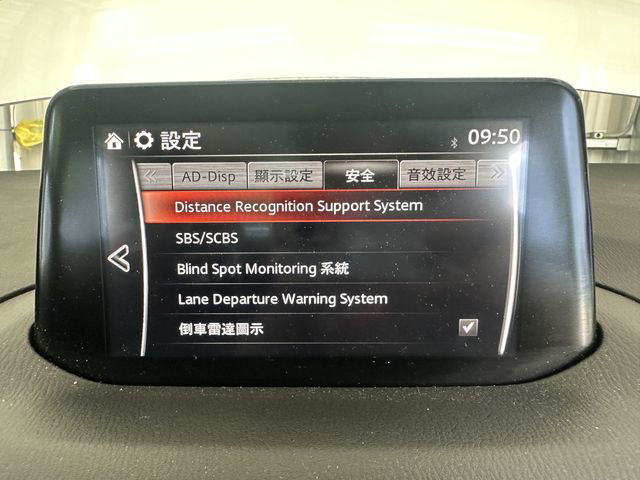 設定 09:50
AD-Disp 顯示設定 安全 音效設定
Distance Recognition Support System
SBS/SCBS
Blind Spot Monitoring 系統
Lane Departure Warning System
倒車雷達圖示